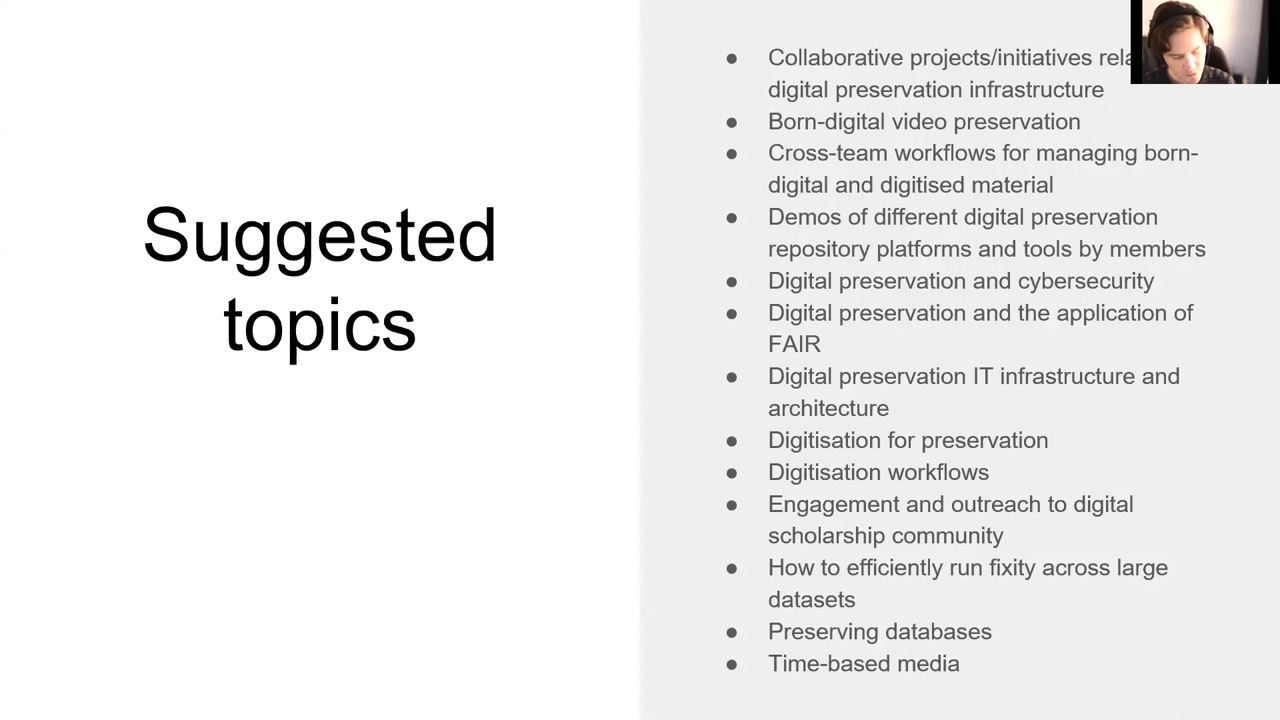 Suggested
topics
● Collaborative projects/initiatives
digital preservation infrastructure
● Born-digital video preservation
● Cross-team workflows for managing born-
digital and digitised material
● Demos of different digital preservation
repository platforms and tools by members
● Digital preservation and cybersecurity
● Digital preservation and the application of
FAIR
● Digital preservation IT infrastructure and
architecture
● Digitisation for preservation
● Digitisation workflows
● Engagement and outreach to digital
scholarship community
● How to efficiently run fixity across large
datasets
● Preserving databases
● Time-based media